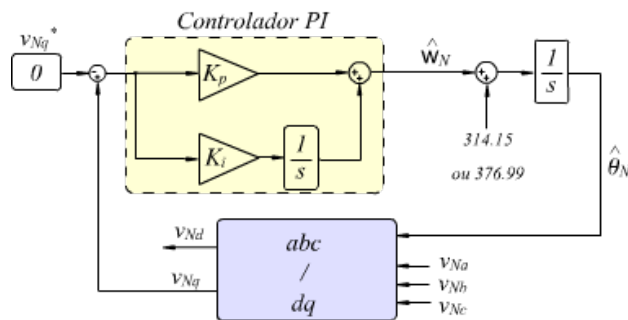 Controlador PI
v_Nq*
0
K_p
K_i
1
s
ŵ_N
314.15
ou 376.99
1
s
θ̂_N
abc
/
dq
v_Nd
v_Nq
v_Na
v_Nb
v_Nc